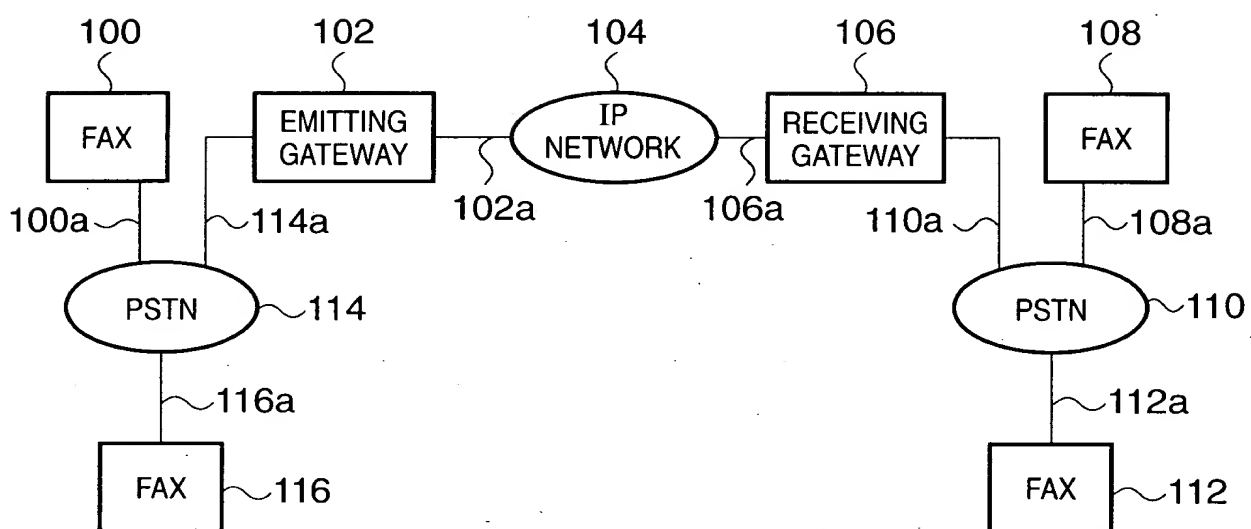 100
102
104
106
108
FAX
EMITTING
GATEWAY
IP
NETWORK
RECEIVING
GATEWAY
FAX
100a
114a
102a
106a
110a
108a
PSTN
114
PSTN
110
116a
112a
FAX
116
FAX
112